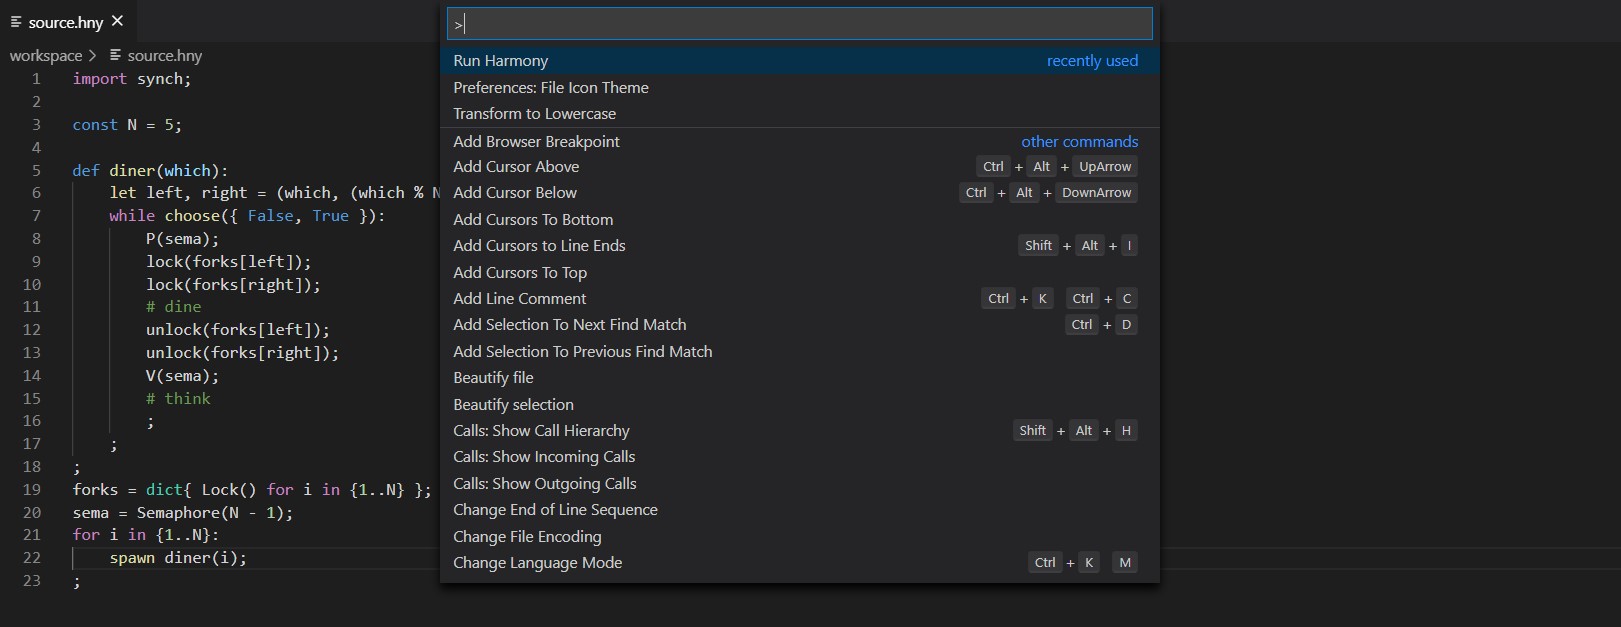 source.hny
workspace > source.hny
1 import synch;
2
3 const N = 5;
4
5 def diner(which):
6 let left, right = (which, (which % N
7 while choose({ False, True }):
8 P(sema);
9 lock(forks[left]);
10 lock(forks[right]);
11 # dine
12 unlock(forks[left]);
13 unlock(forks[right]);
14 V(sema);
15 # think
16 ;
17 ;
18 ;
19 forks = dict{ Lock() for i in {1..N} };
20 sema = Semaphore(N - 1);
21 for i in {1..N}:
22 spawn diner(i);
23 ;
>
Run Harmony recently used
Preferences: File Icon Theme
Transform to Lowercase
Add Browser Breakpoint other commands
Add Cursor Above Ctrl + Alt + UpArrow
Add Cursor Below Ctrl + Alt + DownArrow
Add Cursors To Bottom
Add Cursors to Line Ends Shift + Alt + I
Add Cursors To Top
Add Line Comment Ctrl + K Ctrl + C
Add Selection To Next Find Match Ctrl + D
Add Selection To Previous Find Match
Beautify file
Beautify selection
Calls: Show Call Hierarchy Shift + Alt + H
Calls: Show Incoming Calls
Calls: Show Outgoing Calls
Change End of Line Sequence
Change File Encoding
Change Language Mode Ctrl + K M